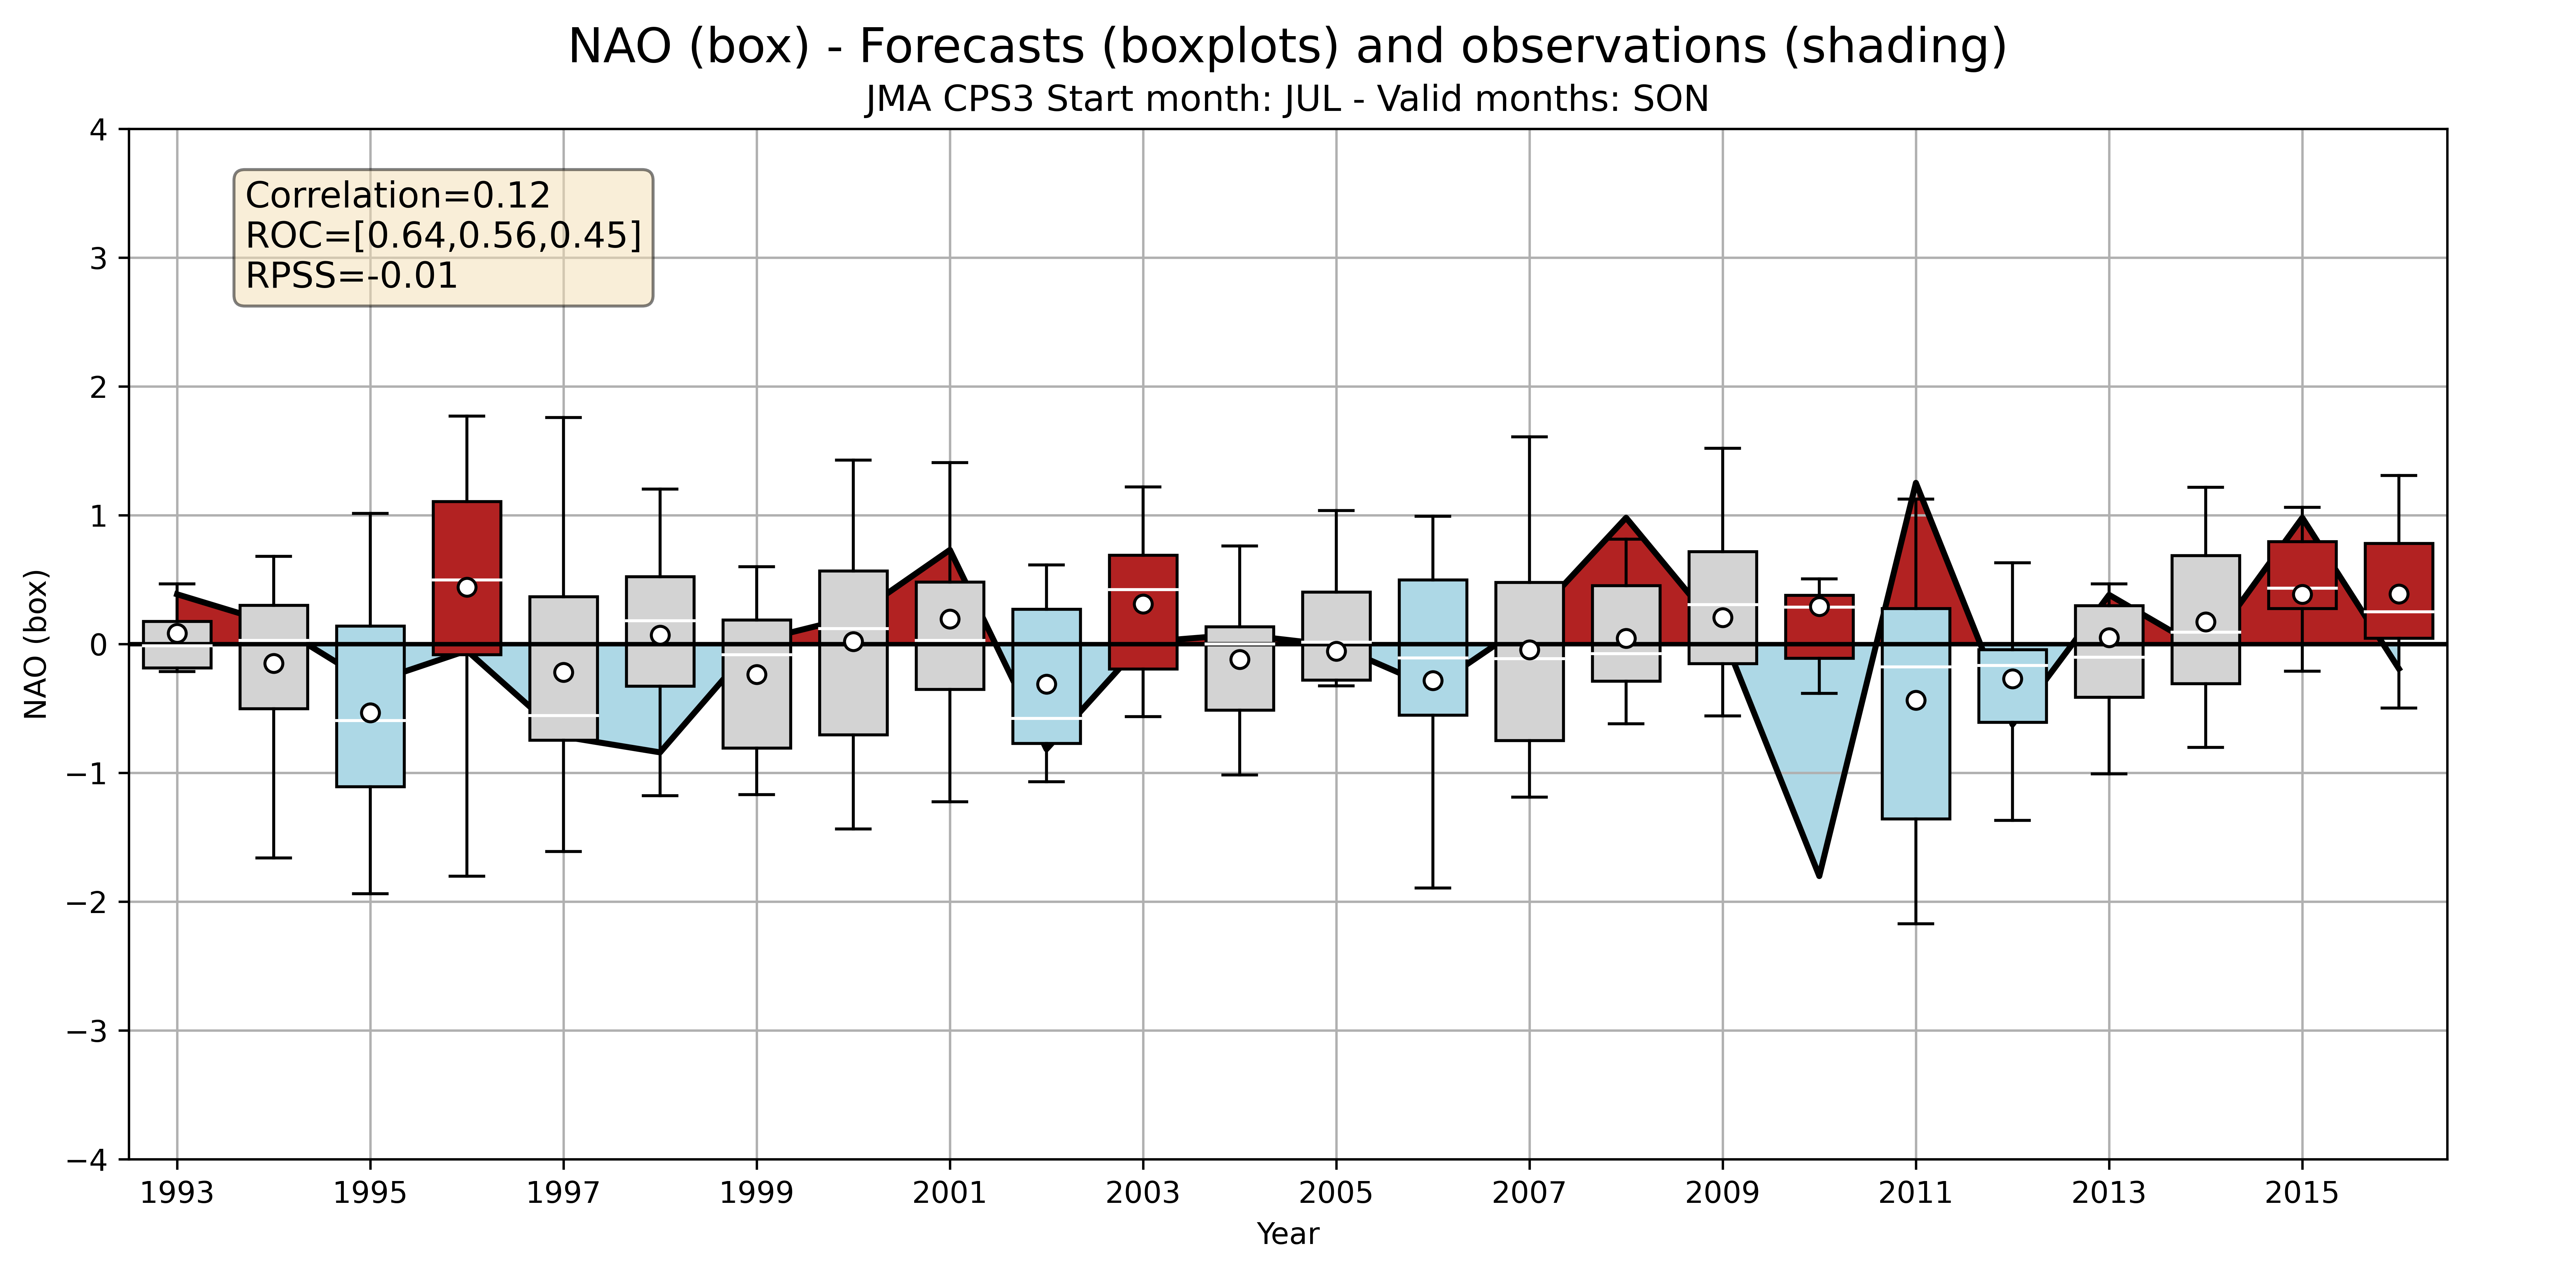 NAO (box) - Forecasts (boxplots) and observations (shading)
JMA CPS3 Start month: JUL - Valid months: SON
Correlation=0.12
ROC=[0.64,0.56,0.45]
RPSS=-0.01
NAO (box)
4
3
2
1
0
−1
−2
−3
−4
1993 1995 1997 1999 2001 2003 2005 2007 2009 2011 2013 2015
Year